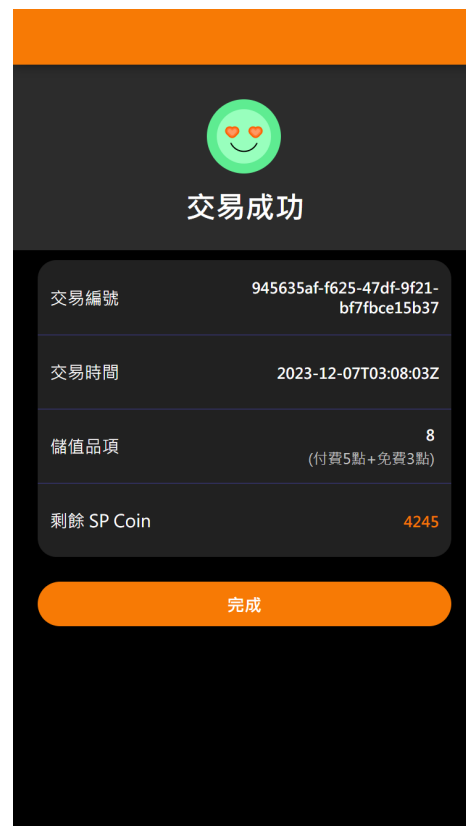 交易成功
交易編號
945635af-f625-47df-9f21-
bf7fbce15b37
交易時間
2023-12-07T03:08:03Z
儲值品項
8
(付費5點+免費3點)
剩餘 SP Coin
4245
完成